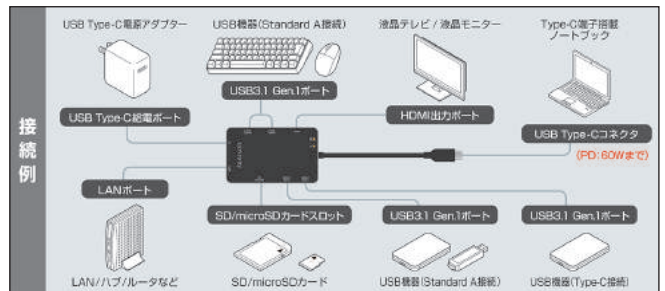 接続例
USB Type-C電源アダプター
USB機器(Standard A接続)
液晶テレビ / 液晶モニター
Type-C端子搭載
ノートブック
USB3.1 Gen.1ポート
USB Type-C給電ポート
HDMI出力ポート
USB Type-Cコネクタ
(PD:60Wまで)
LANポート
SD/microSDカードスロット
USB3.1 Gen.1ポート
USB3.1 Gen.1ポート
LAN/ハブ/ルータなど
SD/microSDカード
USB機器(Standard A接続)
USB機器(Type-C接続)